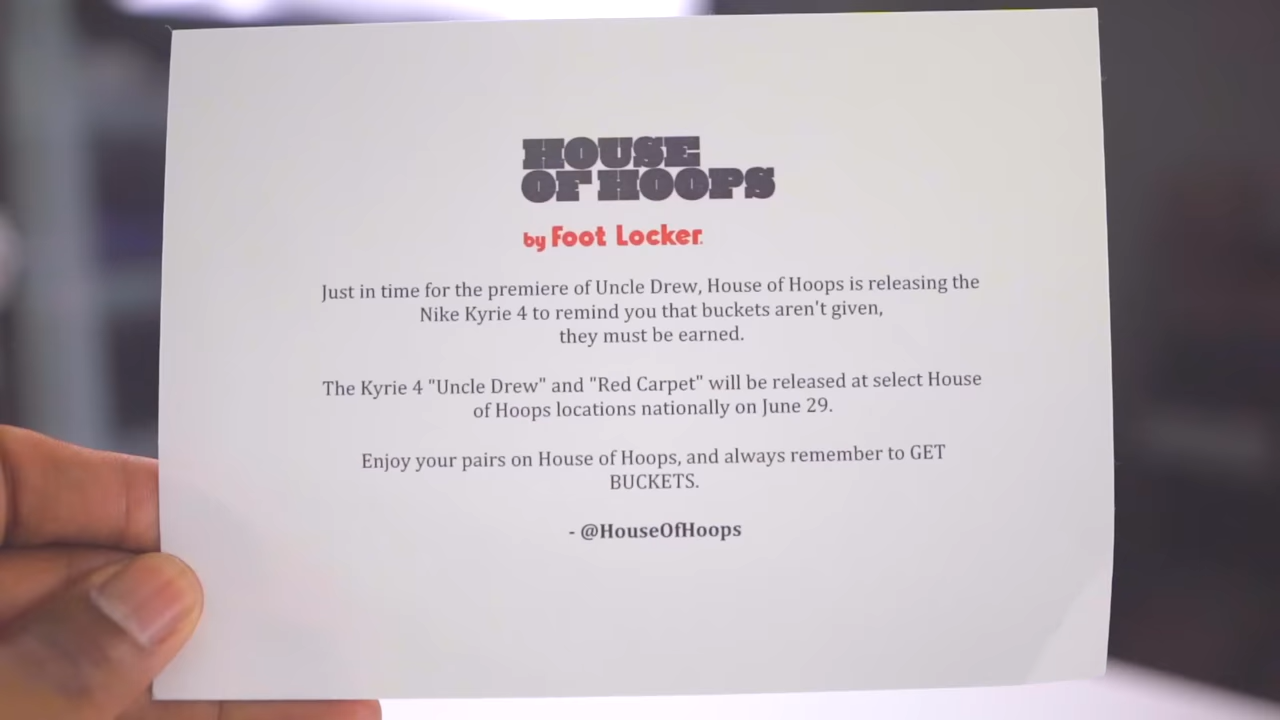 HOUSE
OF HOOPS
by Foot Locker.
Just in time for the premiere of Uncle Drew, House of Hoops is releasing the
Nike Kyrie 4 to remind you that buckets aren't given,
they must be earned.
The Kyrie 4 "Uncle Drew" and "Red Carpet" will be released at select House
of Hoops locations nationally on June 29.
Enjoy your pairs on House of Hoops, and always remember to GET
BUCKETS.
- @HouseOfHoops